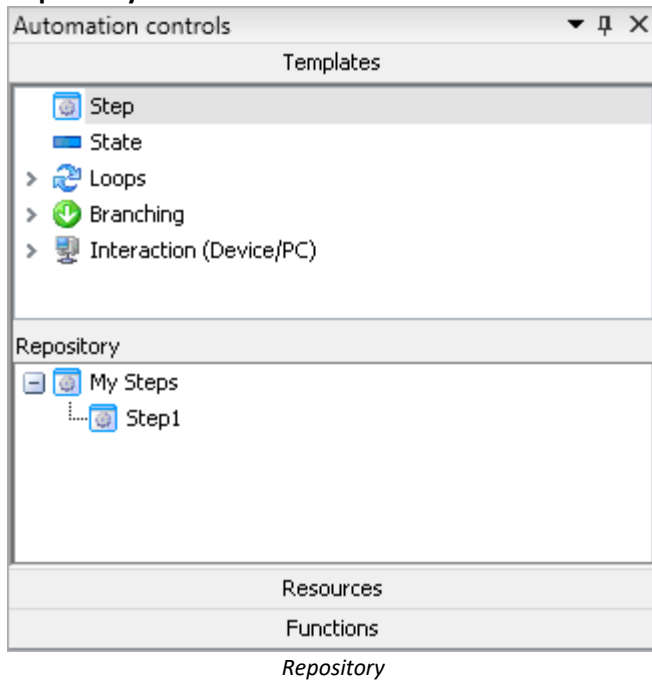 Automation controls
Templates
Step
State
Loops
Branching
Interaction (Device/PC)
Repository
My Steps
Step1
Resources
Functions
Repository